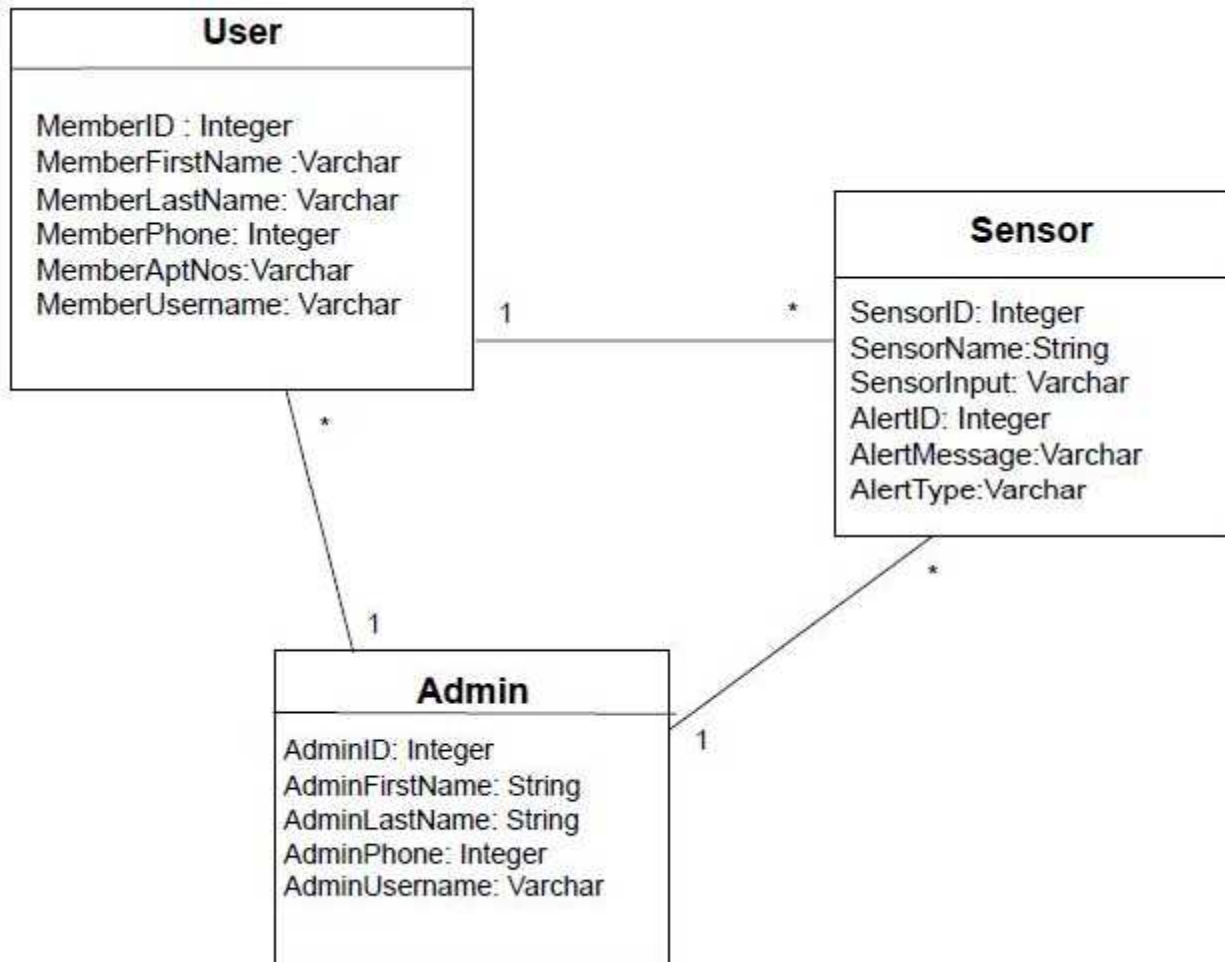 User
MemberID : Integer
MemberFirstName :Varchar
MemberLastName: Varchar
MemberPhone: Integer
MemberAptNos:Varchar
MemberUsername: Varchar
1
*
Sensor
SensorID: Integer
SensorName:String
SensorInput: Varchar
AlertID: Integer
AlertMessage:Varchar
AlertType:Varchar
*
1
*
1
Admin
AdminID: Integer
AdminFirstName: String
AdminLastName: String
AdminPhone: Integer
AdminUsername: Varchar